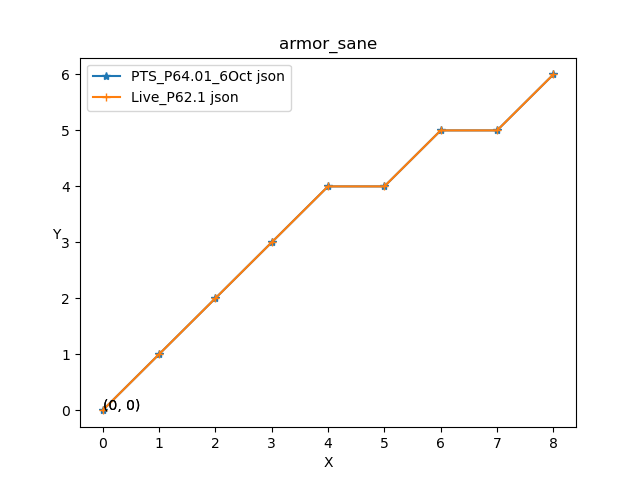 armor_sane
PTS_P64.01_6Oct json
Live_P62.1 json
6
5
4
3
2
1
0
Y
(0, 0)
0 1 2 3 4 5 6 7 8
X